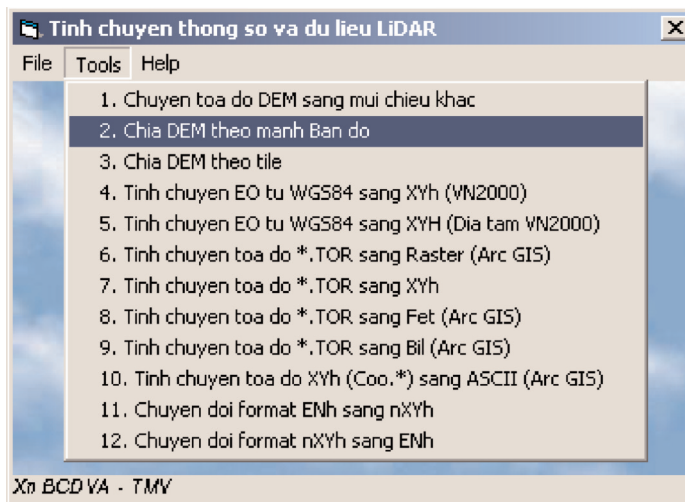 Tinh chuyen thong so va du lieu LiDAR
File Tools Help
1. Chuyen toa do DEM sang mui chieu khac
2. Chia DEM theo manh Ban do
3. Chia DEM theo tile
4. Tinh chuyen EO tu WGS84 sang XYh (VN2000)
5. Tinh chuyen EO tu WGS84 sang XYH (Dia tam VN2000)
6. Tinh chuyen toa do *.TOR sang Raster (Arc GIS)
7. Tinh chuyen toa do *.TOR sang XYh
8. Tinh chuyen toa do *.TOR sang Fet (Arc GIS)
9. Tinh chuyen toa do *.TOR sang Bil (Arc GIS)
10. Tinh chuyen toa do XYh (Coo.*) sang ASCII (Arc GIS)
11. Chuyen doi format ENh sang nXYh
12. Chuyen doi format nXYh sang ENh
Xn BCDVA - TMV